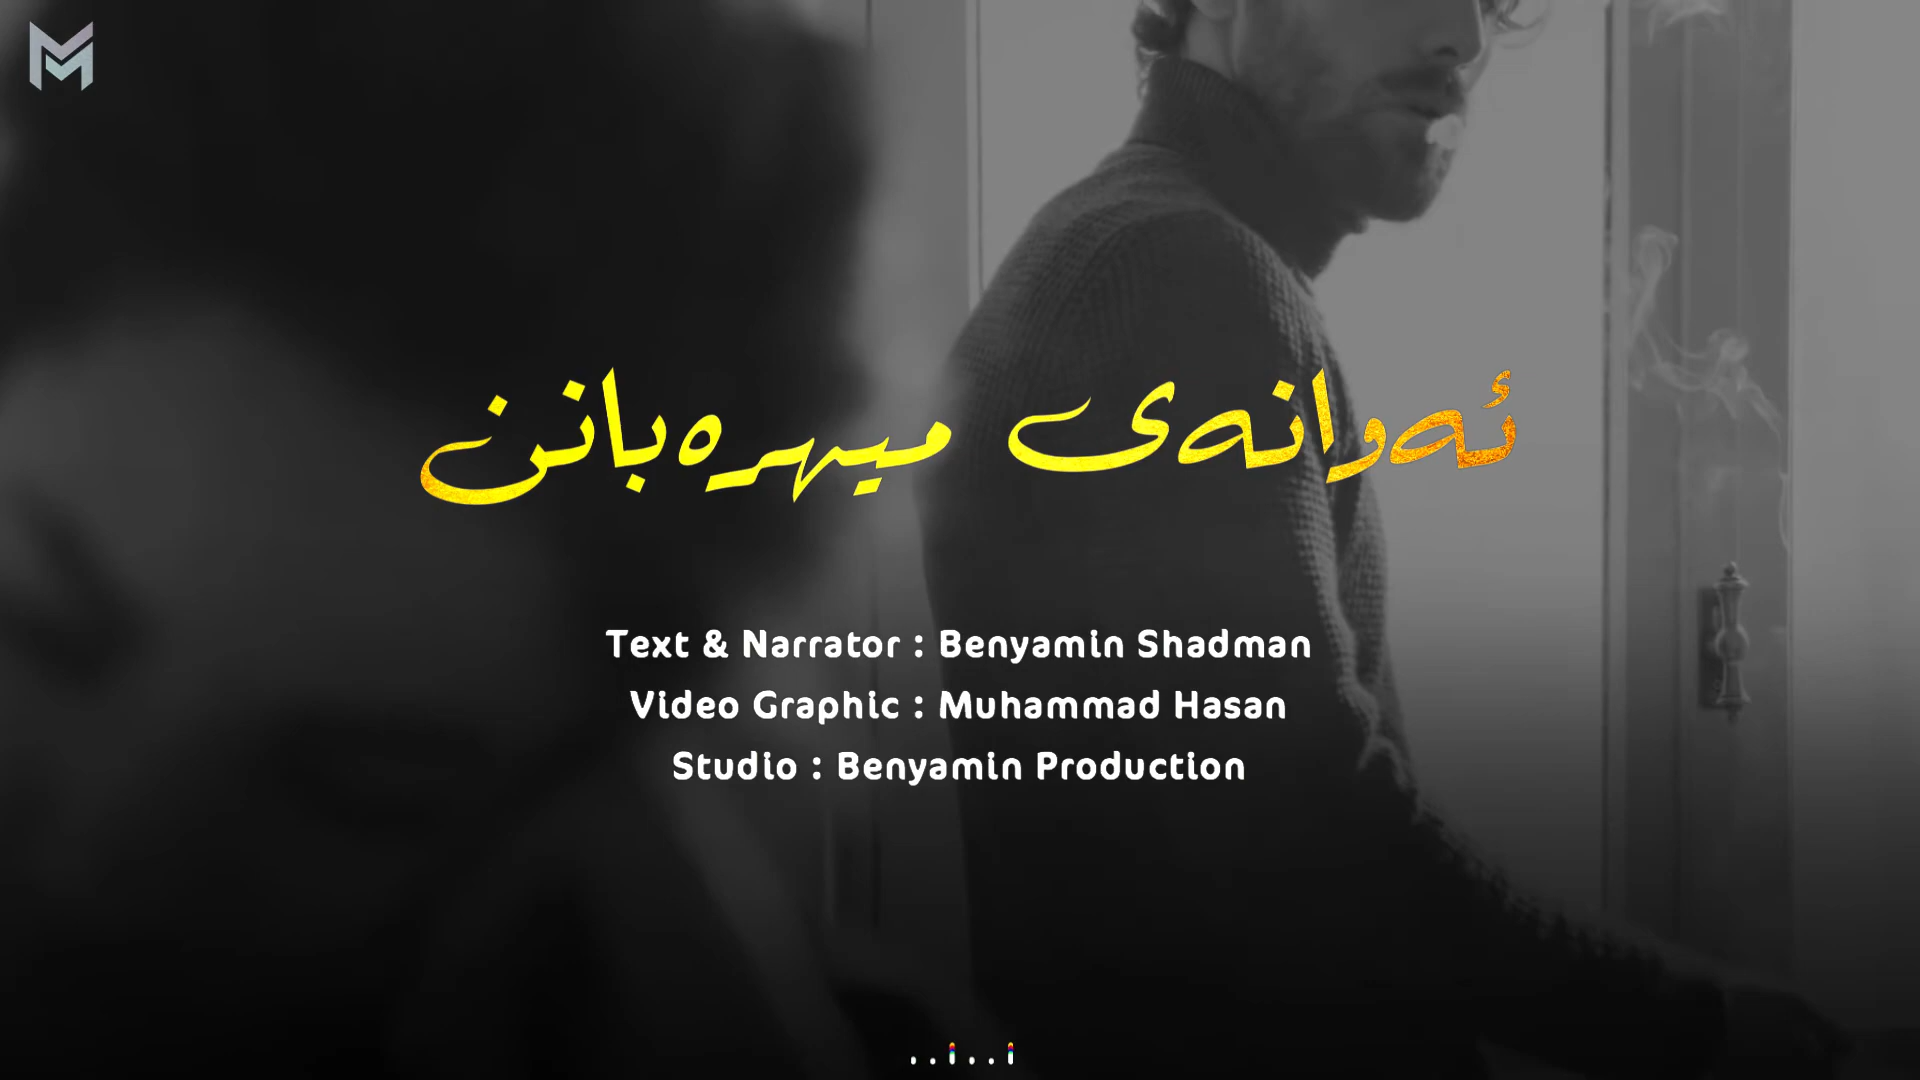 ئەوانەی میهرەبانن
Text & Narrator : Benyamin Shadman
Video Graphic : Muhammad Hasan
Studio : Benyamin Production